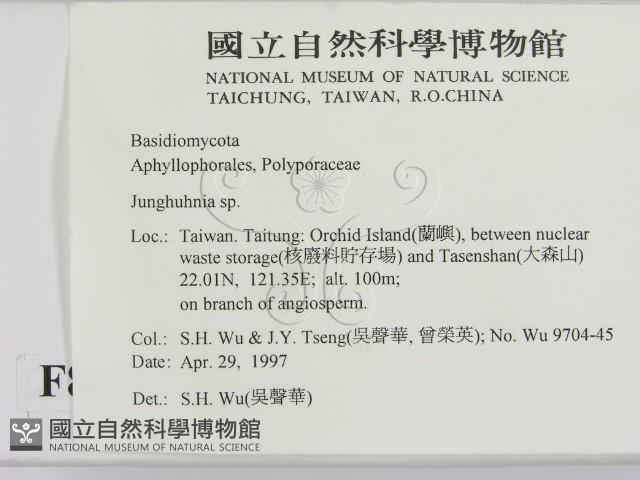 國立自然科學博物館
NATIONAL MUSEUM OF NATURAL SCIENCE
TAICHUNG, TAIWAN, R.O.CHINA
Basidiomycota
Aphyllophorales, Polyporaceae
Junghuhnia sp.
Loc.: Taiwan. Taitung: Orchid Island(蘭嶼), between nuclear
waste storage(核廢料貯存場) and Tasenshan(大森山)
22.01N, 121.35E; alt. 100m;
on branch of angiosperm.
Col.: S.H. Wu & J.Y. Tseng(吳聲華, 曾榮英); No. Wu 9704-45
Date: Apr. 29, 1997
Det.: S.H. Wu(吳聲華)
國立自然科學博物館
NATIONAL MUSEUM OF NATURAL SCIENCE